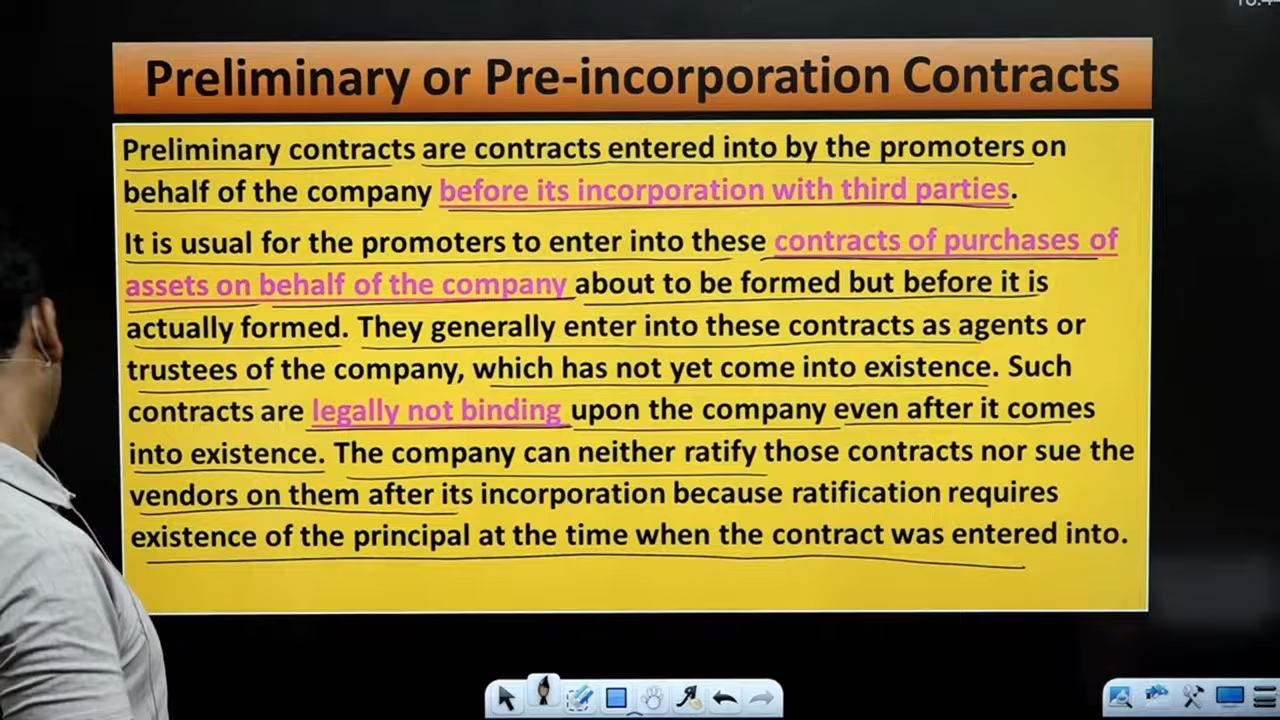 Preliminary or Pre-incorporation Contracts
Preliminary contracts are contracts entered into by the promoters on
behalf of the company before its incorporation with third parties.
It is usual for the promoters to enter into these contracts of purchases of
assets on behalf of the company about to be formed but before it is
actually formed. They generally enter into these contracts as agents or
trustees of the company, which has not yet come into existence. Such
contracts are legally not binding upon the company even after it comes
into existence. The company can neither ratify those contracts nor sue the
vendors on them after its incorporation because ratification requires
existence of the principal at the time when the contract was entered into.